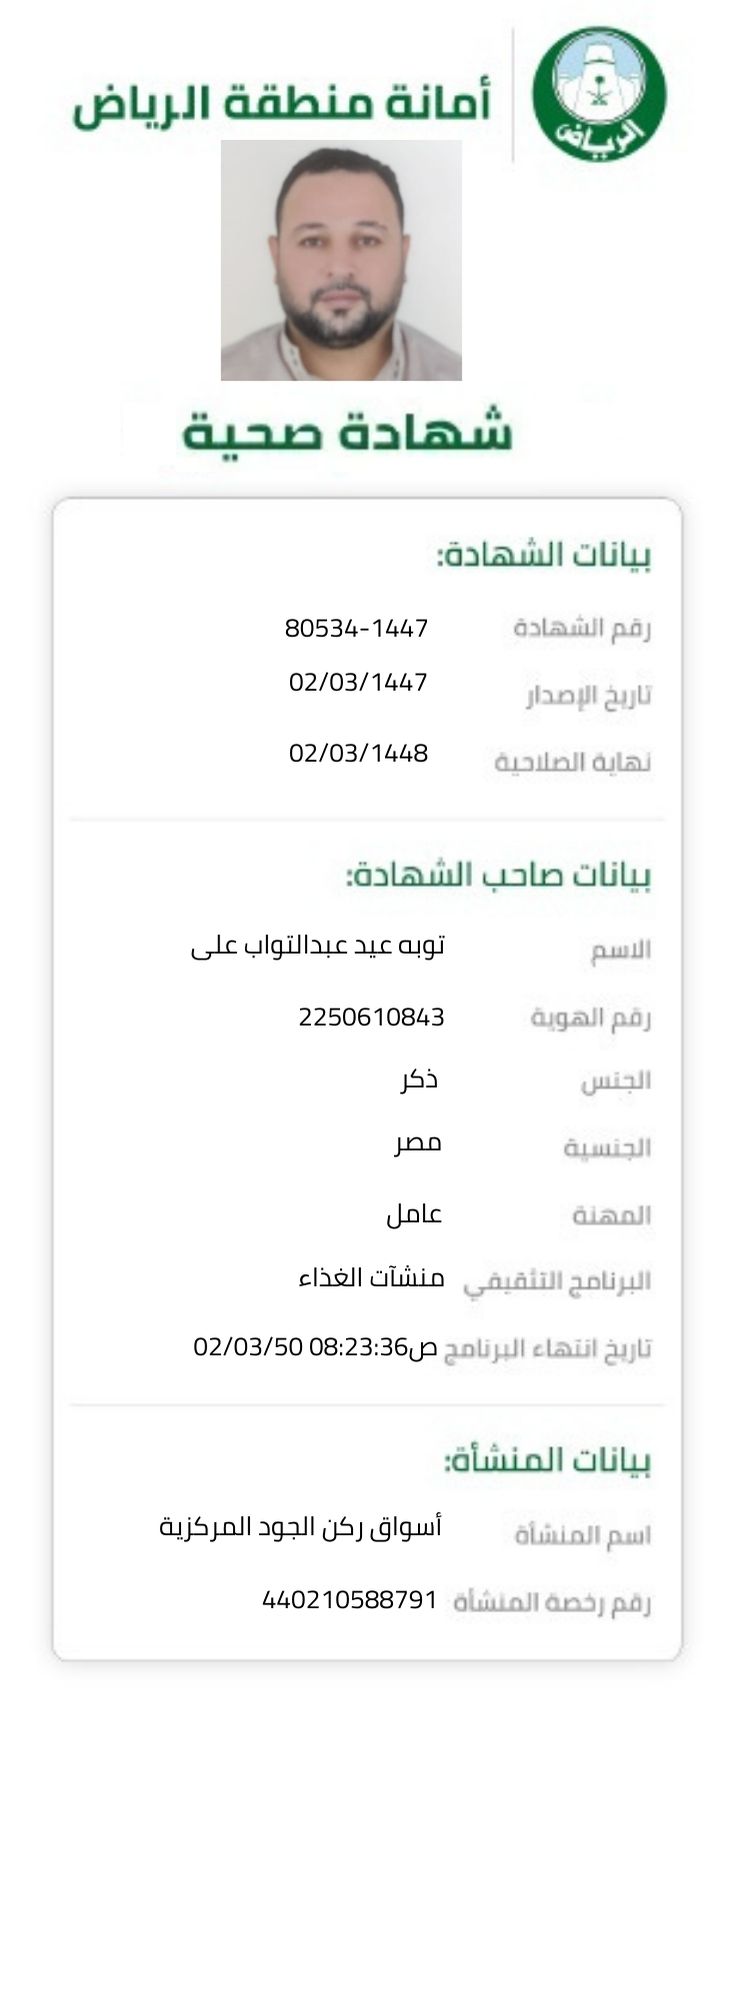 أمانة منطقة الرياض
الرياض
شهادة صحية
بيانات الشهادة:
رقم الشهادة 80534-1447
تاريخ الإصدار 02/03/1447
نهاية الصلاحية 02/03/1448
بيانات صاحب الشهادة:
الاسم توبه عيد عبدالتواب على
رقم الهوية 2250610843
الجنس ذكر
الجنسية مصر
المهنة عامل
البرنامج التثقيفي منشآت الغذاء
تاريخ انتهاء البرنامج ص08:23:36 02/03/50
بيانات المنشأة:
اسم المنشأة أسواق ركن الجود المركزية
رقم رخصة المنشأة 440210588791